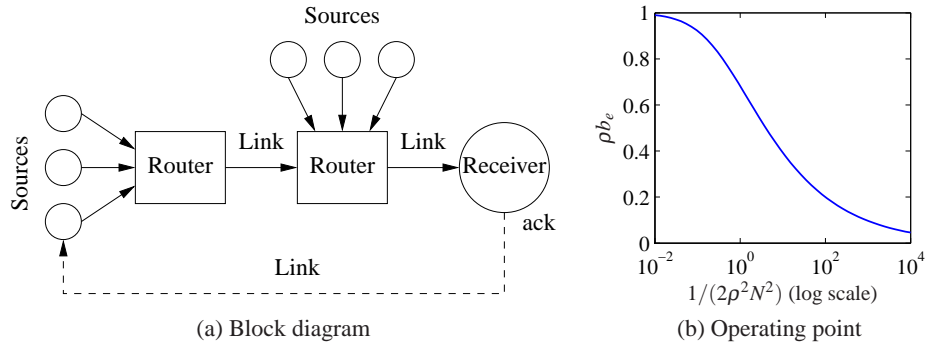 Sources
Sources
Router
Link
Router
Link
Receiver
ack
Link
(a) Block diagram
1
0.8
0.6
0.4
0.2
0
ρb_e
10^−2
10^0
10^2
10^4
1/(2ρ^2N^2) (log scale)
(b) Operating point